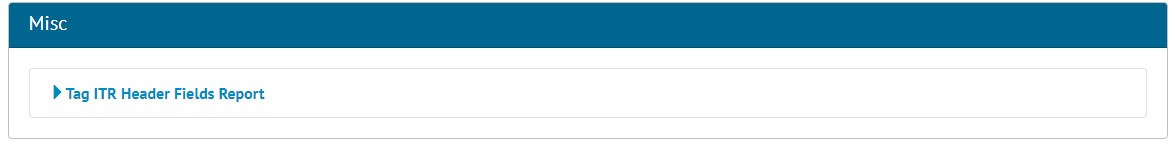 Misc
Tag ITR Header Fields Report